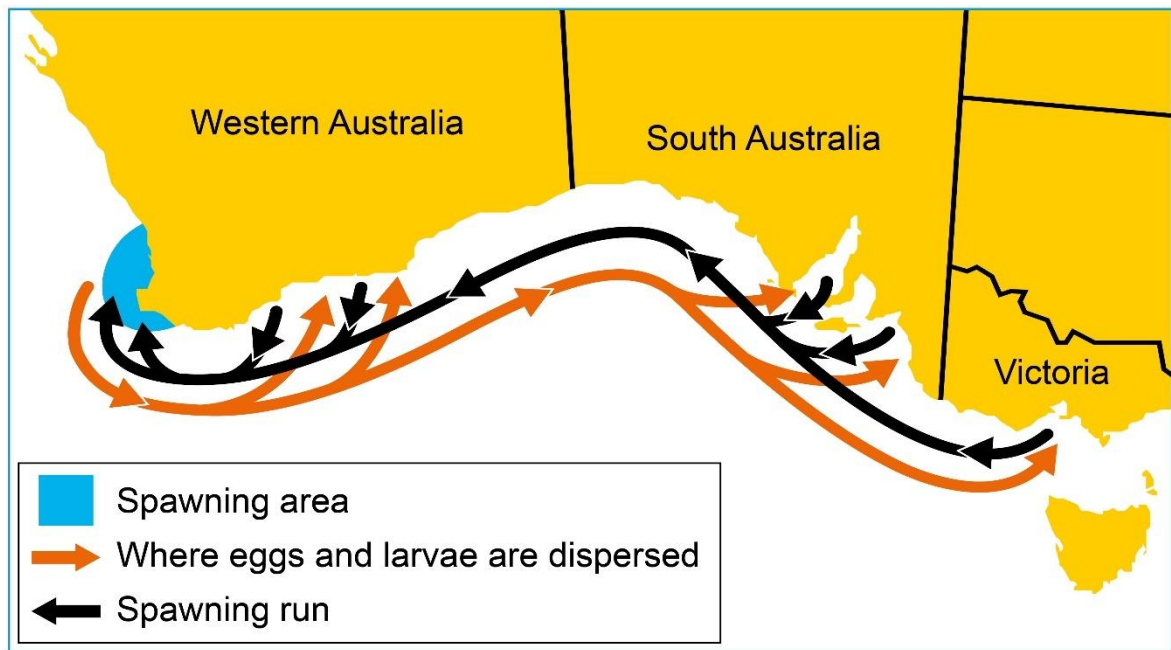 Western Australia
South Australia
Victoria
Spawning area
Where eggs and larvae are dispersed
Spawning run